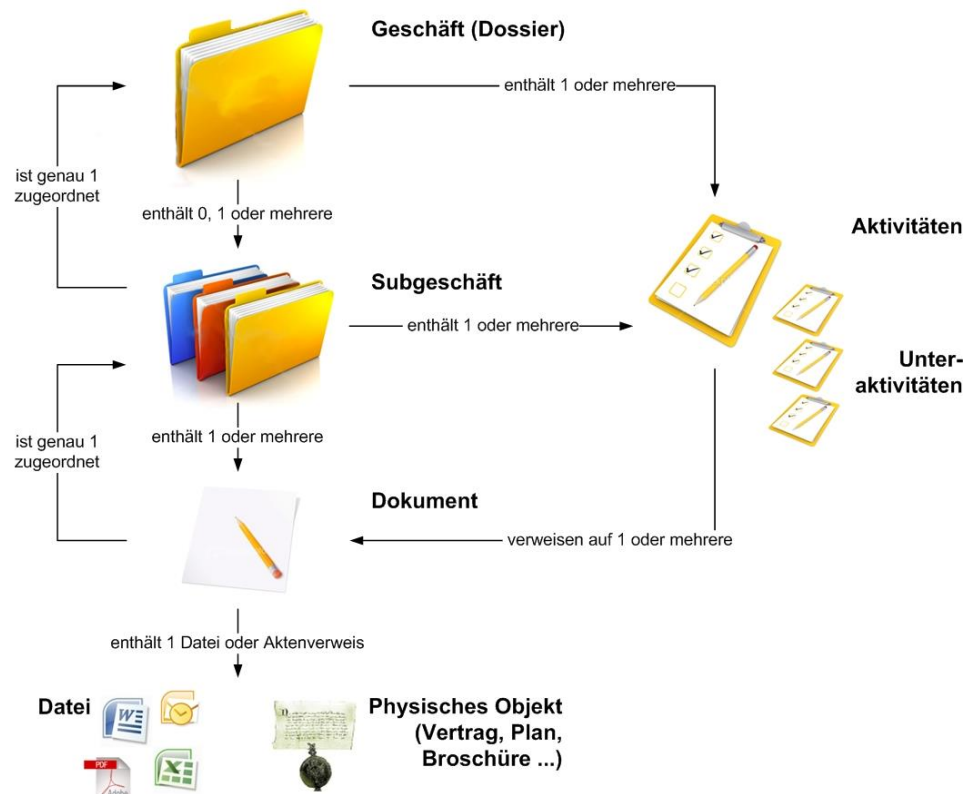 Geschäft (Dossier)
enthält 1 oder mehrere
ist genau 1
zugeordnet
enthält 0, 1 oder mehrere
Aktivitäten
Subgeschäft
enthält 1 oder mehrere
Unter-
aktivitäten
ist genau 1
zugeordnet
enthält 1 oder mehrere
Dokument
verweisen auf 1 oder mehrere
enthält 1 Datei oder Aktenverweis
Datei
Physisches Objekt
(Vertrag, Plan,
Broschüre ...)
W
PDF
Adobe
X